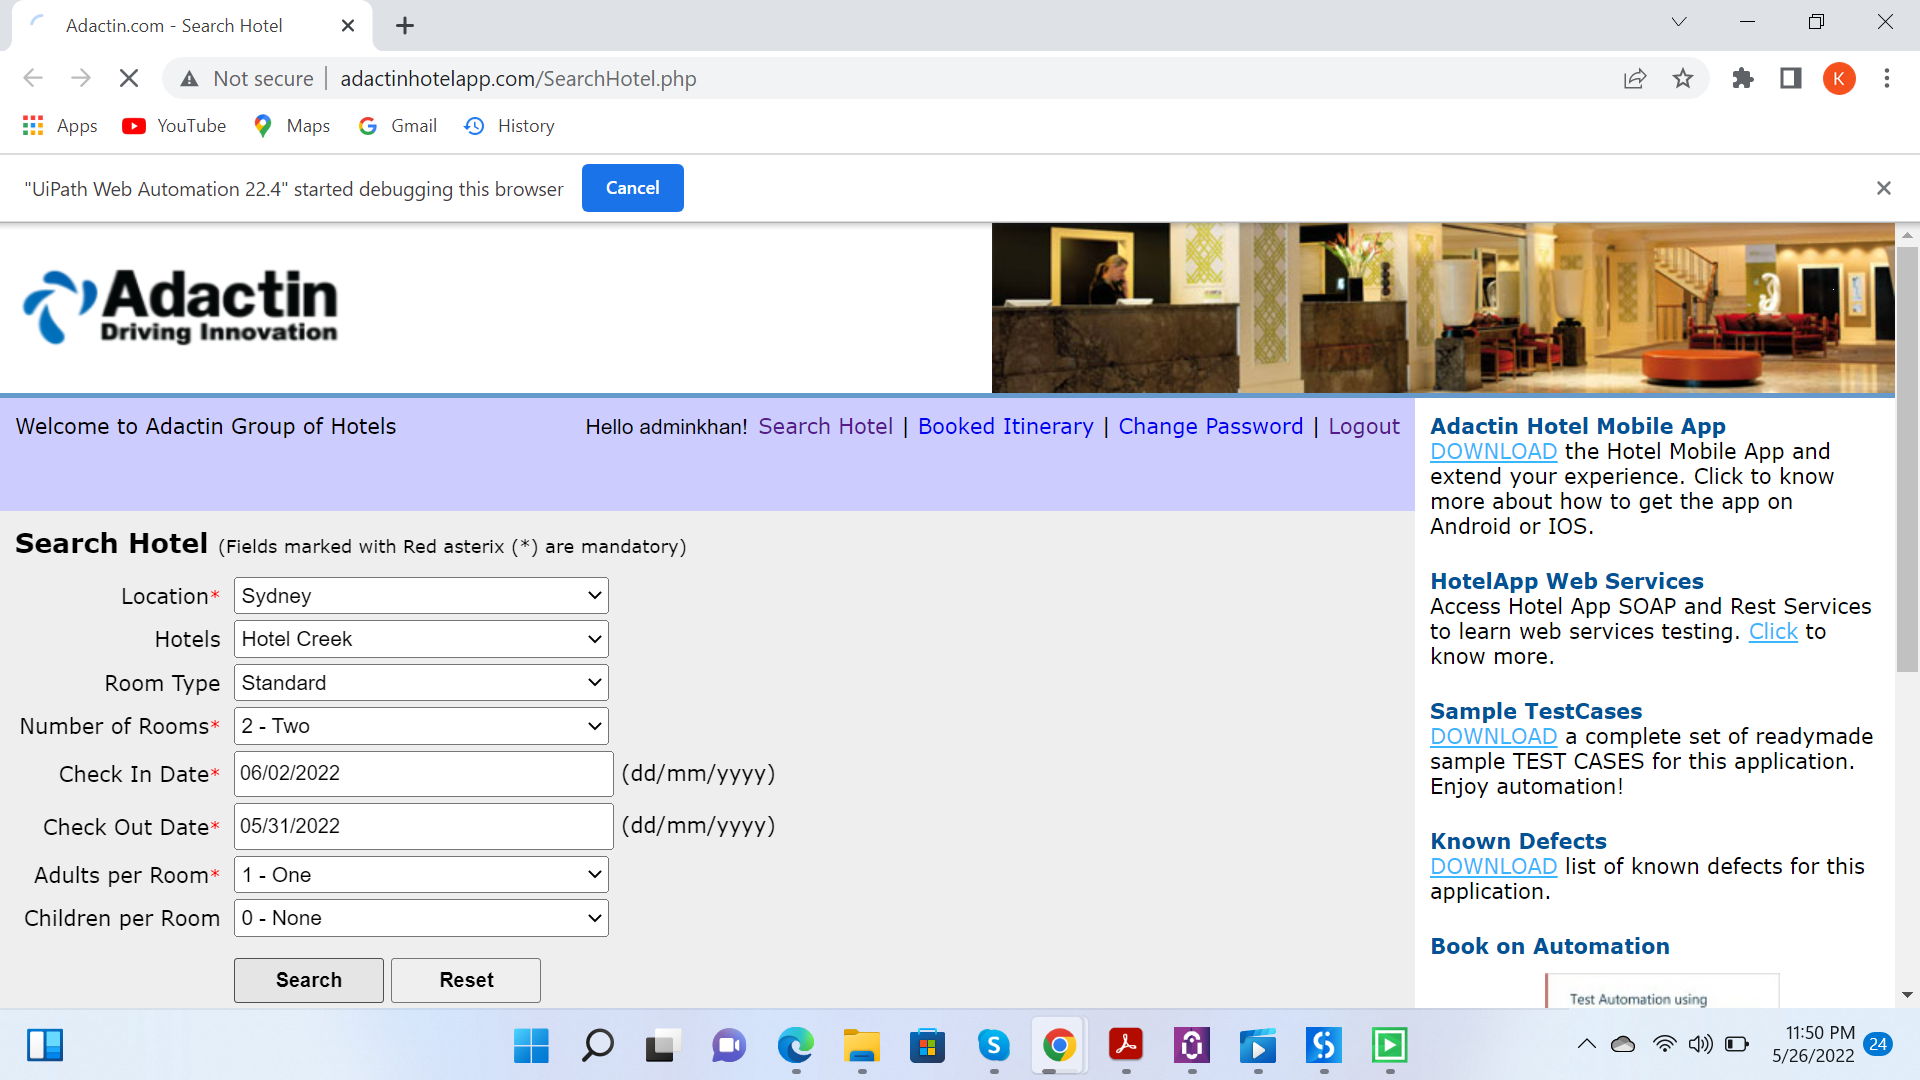 Adactin.com - Search Hotel
Not secure | adactinhotelapp.com/SearchHotel.php
K
Apps YouTube Maps Gmail History
"UiPath Web Automation 22.4" started debugging this browser Cancel
Adactin
Driving Innovation
Welcome to Adactin Group of Hotels
Hello adminkhan! Search Hotel | Booked Itinerary | Change Password | Logout
Search Hotel (Fields marked with Red asterix (*) are mandatory)
Location* Sydney
Hotels Hotel Creek
Room Type Standard
Number of Rooms* 2 - Two
Check In Date* 06/02/2022 (dd/mm/yyyy)
Check Out Date* 05/31/2022 (dd/mm/yyyy)
Adults per Room* 1 - One
Children per Room 0 - None
Search Reset
Adactin Hotel Mobile App
DOWNLOAD the Hotel Mobile App and
extend your experience. Click to know
more about how to get the app on
Android or IOS.
HotelApp Web Services
Access Hotel App SOAP and Rest Services
to learn web services testing. Click to
know more.
Sample TestCases
DOWNLOAD a complete set of readymade
sample TEST CASES for this application.
Enjoy automation!
Known Defects
DOWNLOAD list of known defects for this
application.
Book on Automation
Test Automation using
11:50 PM
5/26/2022
24